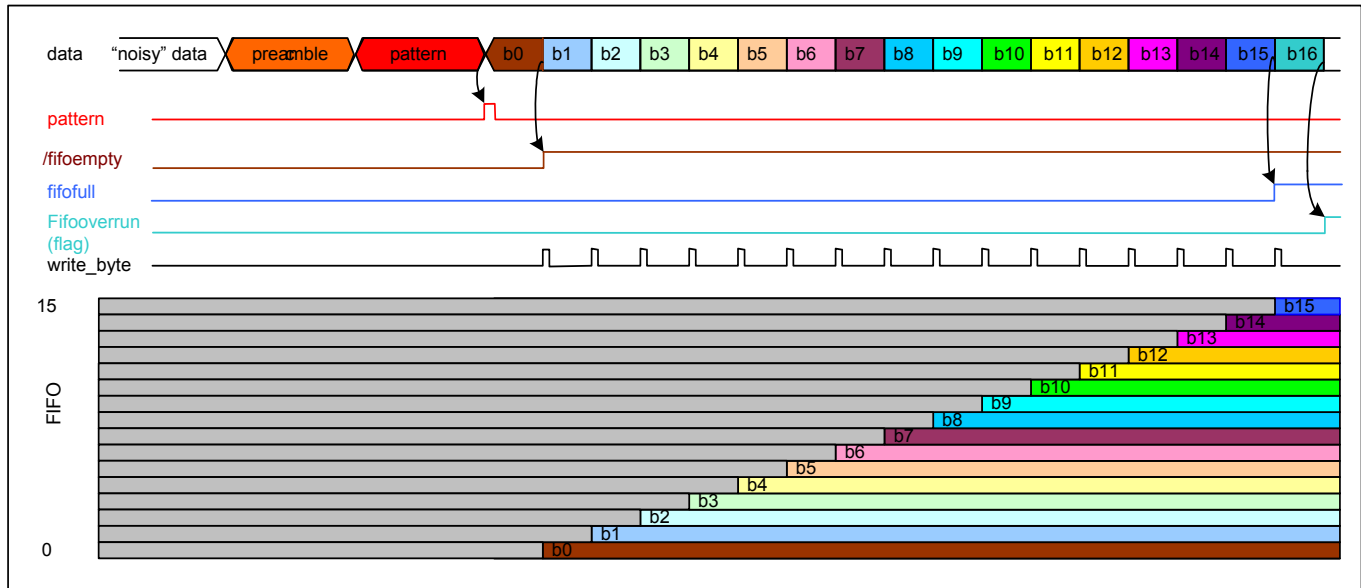 data "noisy" data preamble pattern b0 b1 b2 b3 b4 b5 b6 b7 b8 b9 b10 b11 b12 b13 b14 b15 b16
pattern
/fifoempty
fifofull
Fifooverrun
(flag)
write_byte
15
b15
b14
b13
b12
b11
b10
FIFO
b9
b8
b7
b6
b5
b4
b3
b2
b1
0
b0